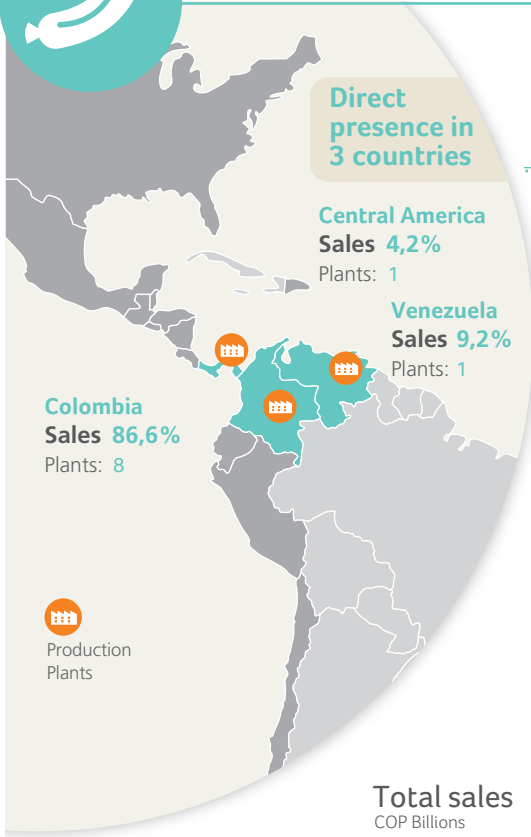 Direct
presence in
3 countries
Central America
Sales 4,2%
Plants: 1
Venezuela
Sales 9,2%
Plants: 1
Colombia
Sales 86,6%
Plants: 8
Production
Plants
Total sales
COP Billions